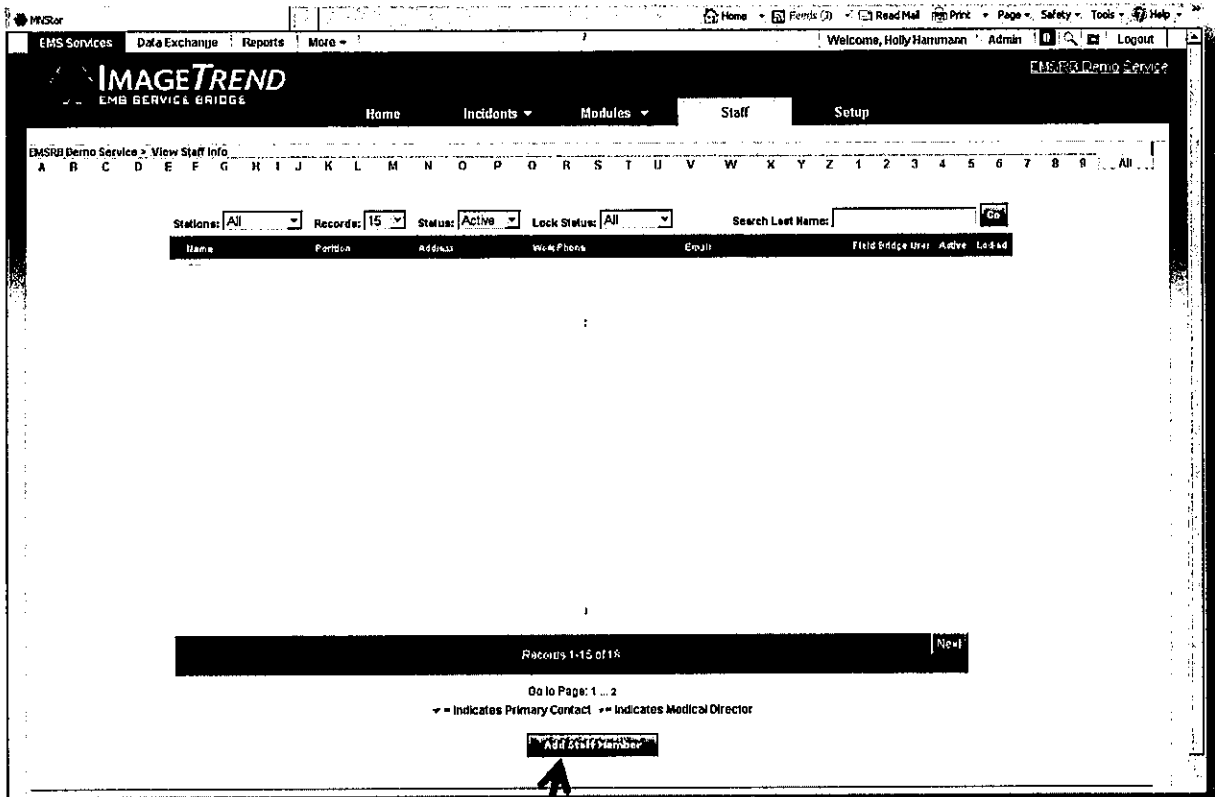 MNStar Home Feeds (J) Read Mail Print Page Safety Tools Help
EMS Services Data Exchange Reports More Welcome, Holly Hammann Admin Logout
IMAGETREND
EMS SERVICE BRIDGE
EMSRB Demo Service
Home Incidents Modules Staff Setup
EMSRB Demo Service > View Staff Info
A B C D E F G H I J K L M N O P Q R S T U V W X Y Z 1 2 3 4 5 6 7 8 9 All
Stations: All Records: 15 Status: Active Lock Status: All Search Last Name: Go
Name Position Address Work Phone Email Field Bridge User Active Locked
Records 1-15 of 18 Next
Go to Page: 1 ... 2
= Indicates Primary Contact = Indicates Medical Director
Add Staff Member